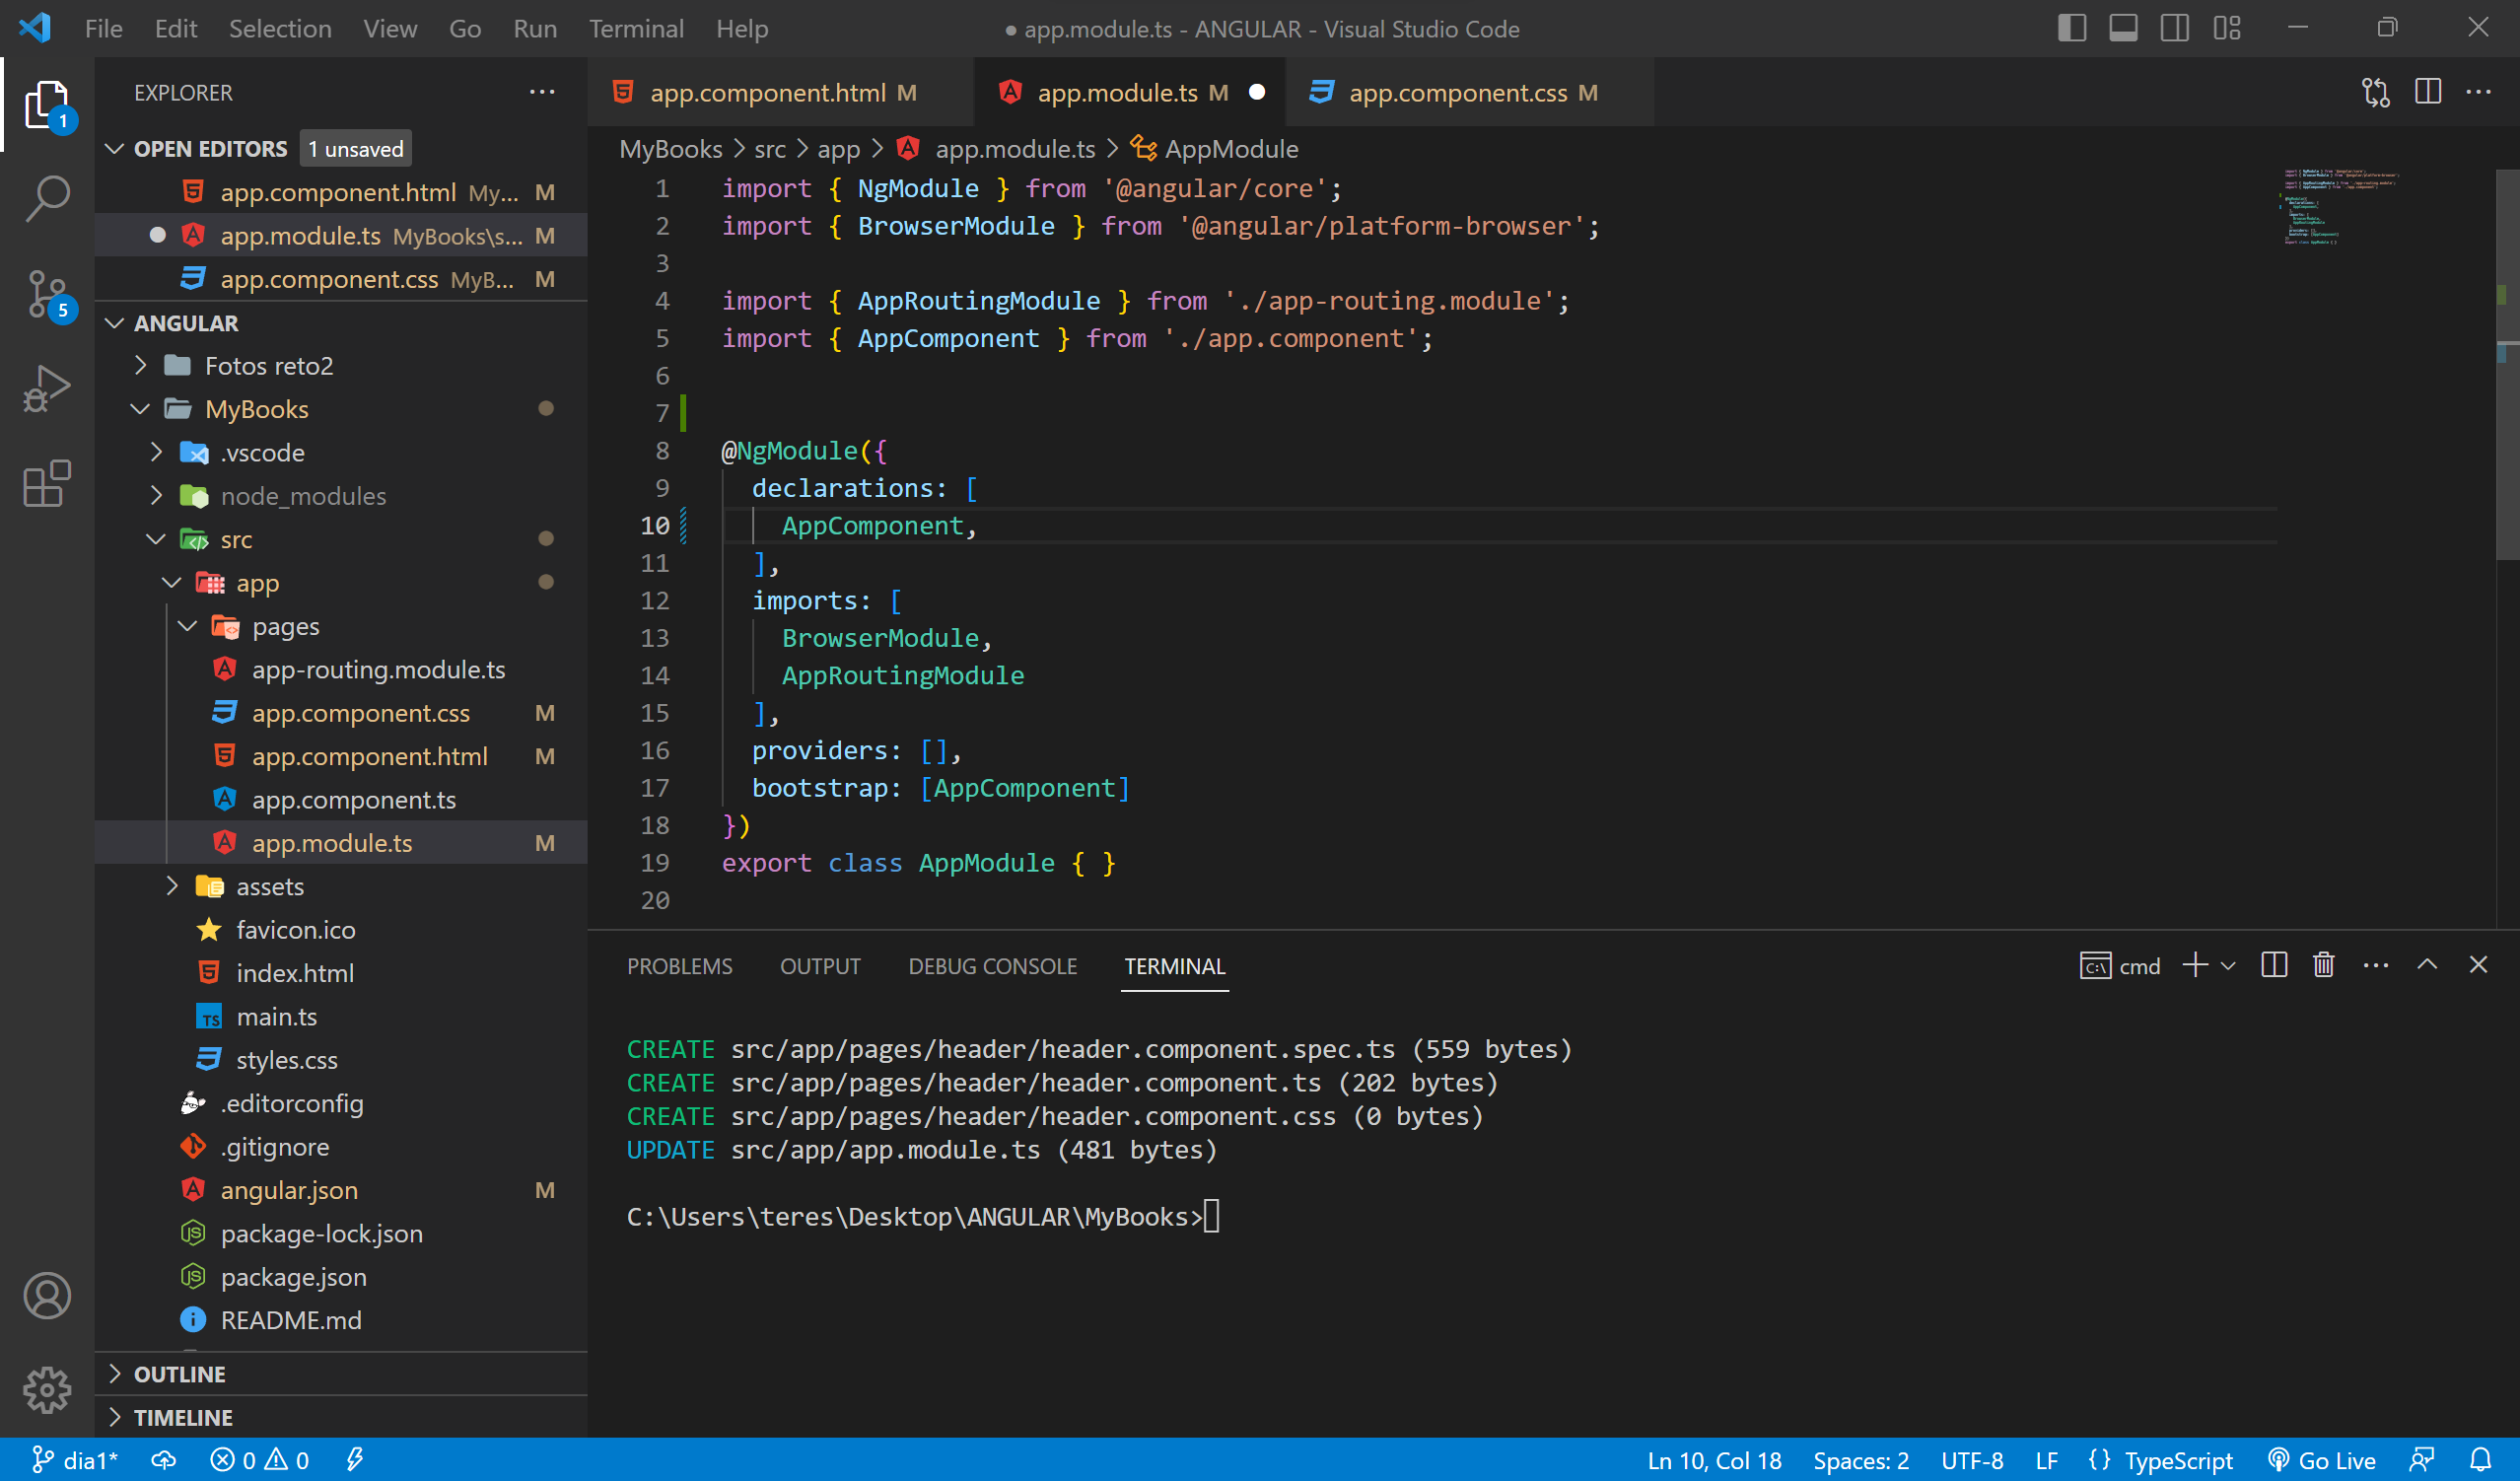 File Edit Selection View Go Run Terminal Help
● app.module.ts - ANGULAR - Visual Studio Code
EXPLORER
OPEN EDITORS 1 unsaved
app.component.html My... M
app.module.ts MyBooks\s... M
app.component.css MyB... M
ANGULAR
Fotos reto2
MyBooks
.vscode
node_modules
src
app
pages
app-routing.module.ts
app.component.css M
app.component.html M
app.component.ts
app.module.ts M
assets
favicon.ico
index.html
main.ts
styles.css
.editorconfig
.gitignore
angular.json M
package-lock.json
package.json
README.md
OUTLINE
TIMELINE
1
5
app.component.html M
app.module.ts M
app.component.css M
MyBooks > src > app > app.module.ts > AppModule
1 import { NgModule } from '@angular/core';
2 import { BrowserModule } from '@angular/platform-browser';
3
4 import { AppRoutingModule } from './app-routing.module';
5 import { AppComponent } from './app.component';
6
7
8 @NgModule({
9 declarations: [
10 AppComponent,
11 ],
12 imports: [
13 BrowserModule,
14 AppRoutingModule
15 ],
16 providers: [],
17 bootstrap: [AppComponent]
18 })
19 export class AppModule { }
20
PROBLEMS OUTPUT DEBUG CONSOLE TERMINAL
cmd
CREATE src/app/pages/header/header.component.spec.ts (559 bytes)
CREATE src/app/pages/header/header.component.ts (202 bytes)
CREATE src/app/pages/header/header.component.css (0 bytes)
UPDATE src/app/app.module.ts (481 bytes)
C:\Users\teres\Desktop\ANGULAR\MyBooks>
dia1* 0 0
Ln 10, Col 18 Spaces: 2 UTF-8 LF {} TypeScript Go Live